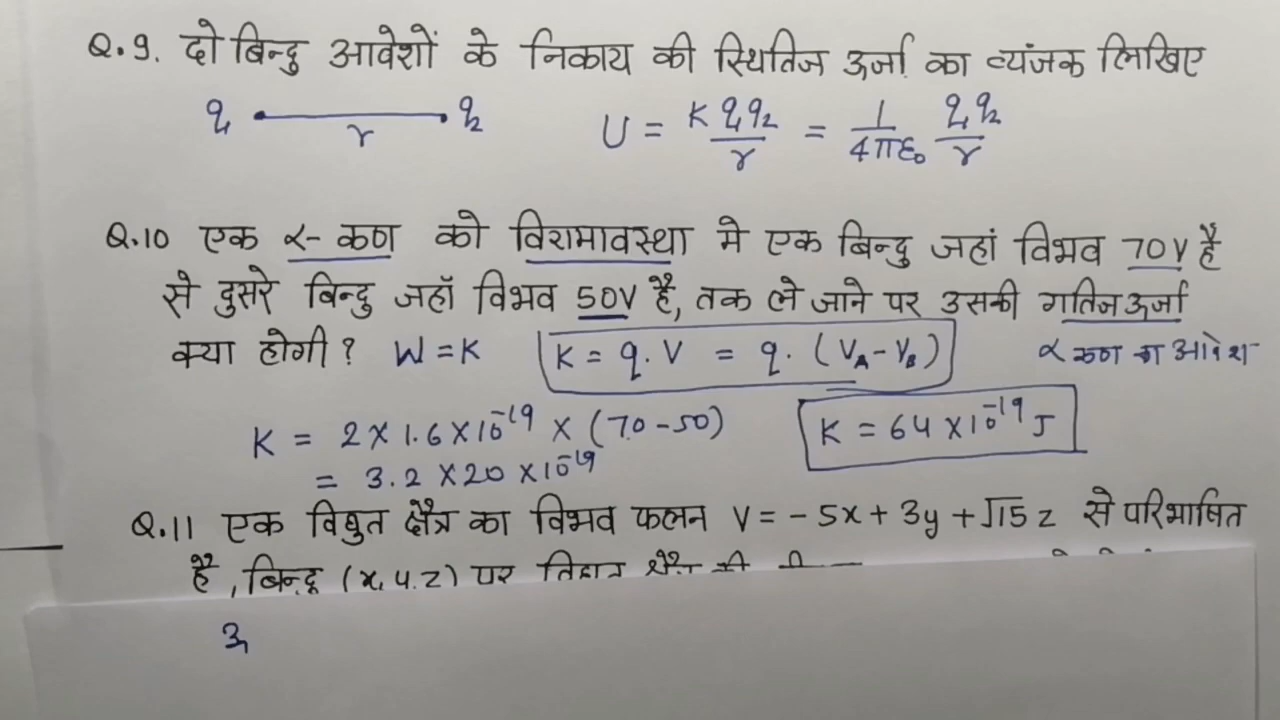 Q.9. दो बिन्दु आवेशों के निकाय की स्थितिज ऊर्जा का व्यंजक लिखिए
q₁ q₂ r U = K q₁q₂/r = 1/4πε₀ q₁q₂/r
Q.10 एक α- कण को विरामावस्था मे एक बिन्दु जहां विभव 70V है
से दुसरे बिन्दु जहाँ विभव 50V है, तक ले जाने पर उसकी गतिज ऊर्जा
क्या होगी? W = K K = q. V = q. (V_A - V_B) α कण का आवेश
K = 2 × 1.6 × 10⁻¹⁹ × (70 - 50) K = 64 × 10⁻¹⁹ J
= 3.2 × 20 × 10⁻¹⁹
Q.11 एक विधुत क्षैत्र का विभव फलन V = - 5x + 3y + √15 z से परिभाषित
है, बिन्दु (x, y, z) पर